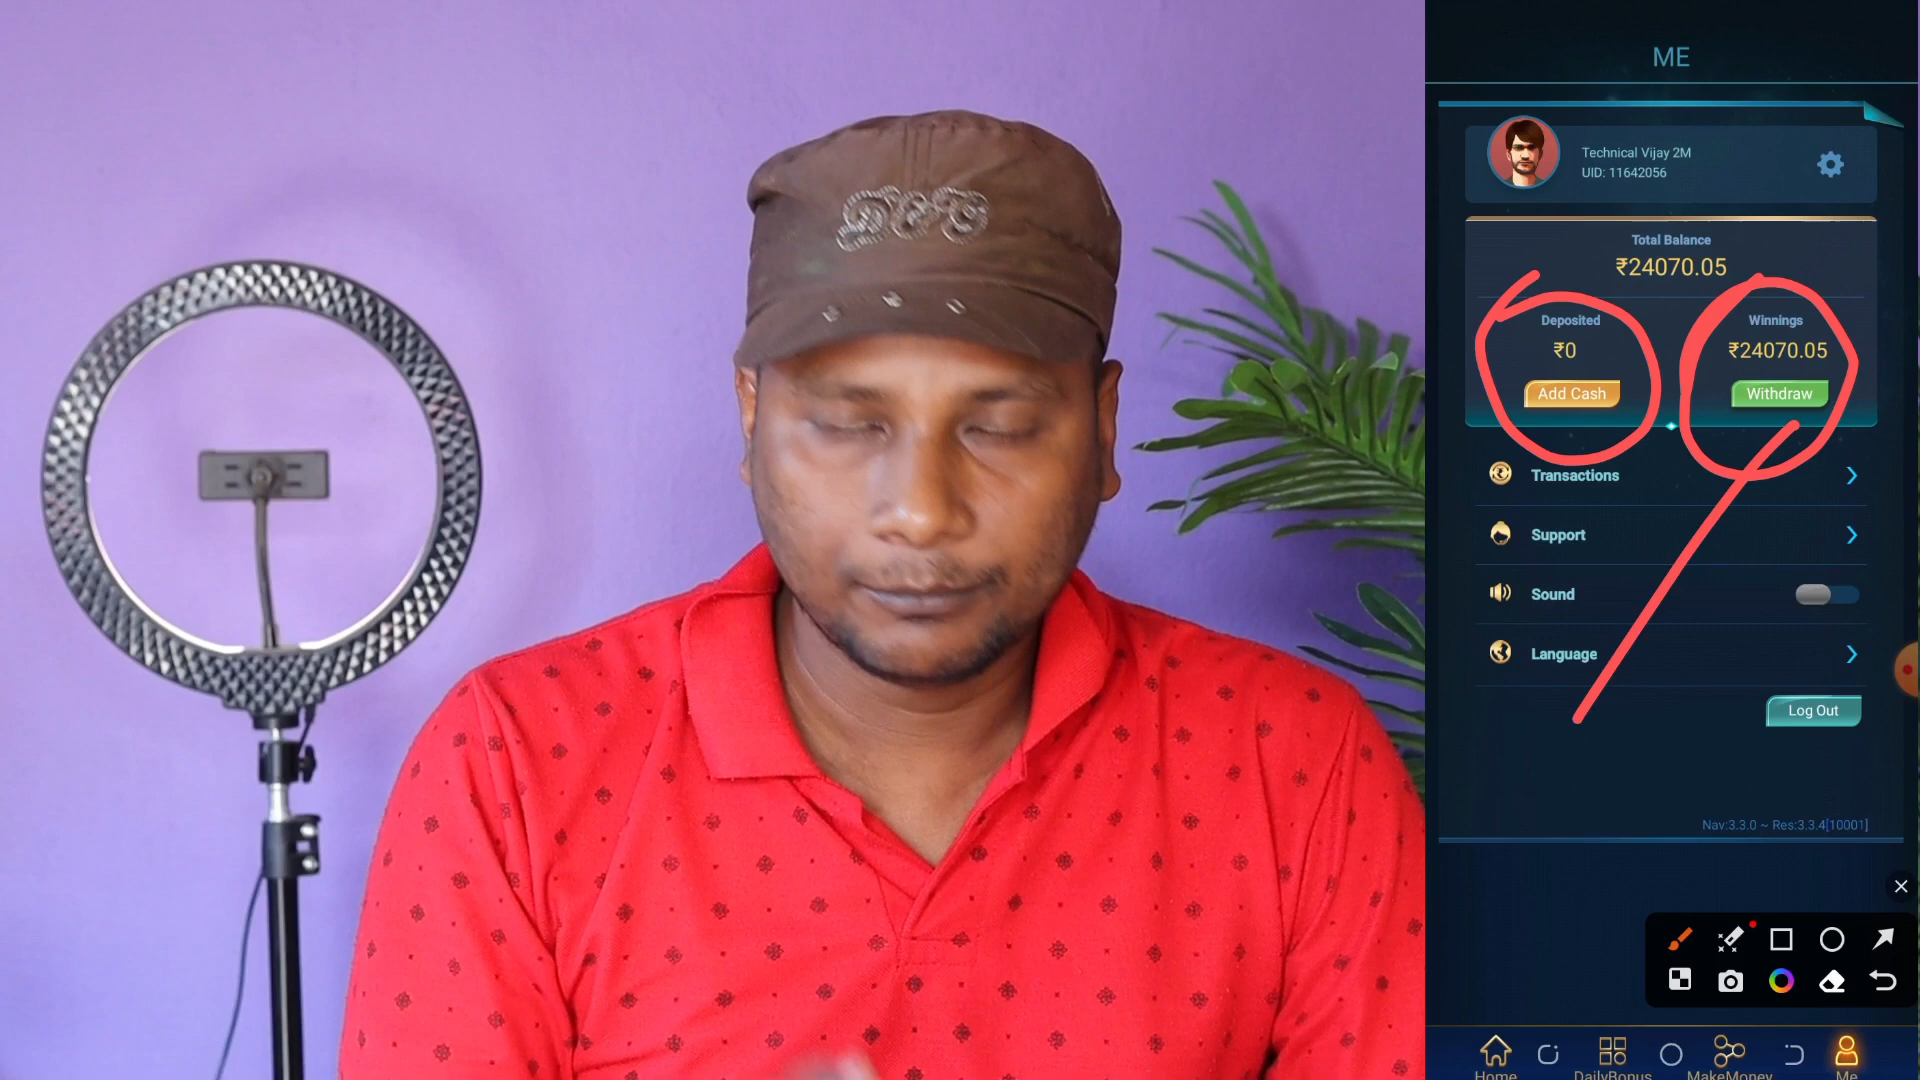 ME
Technical Vijay 2M
UID: 11642056
Total Balance
₹24070.05
Deposited
₹0
Add Cash
Winnings
₹24070.05
Withdraw
Transactions
Support
Sound
Language
Log Out
Nav:3.3.0 ~ Res:3.3.4[10001]
Home
DailyBonus
MakeMoney
Me